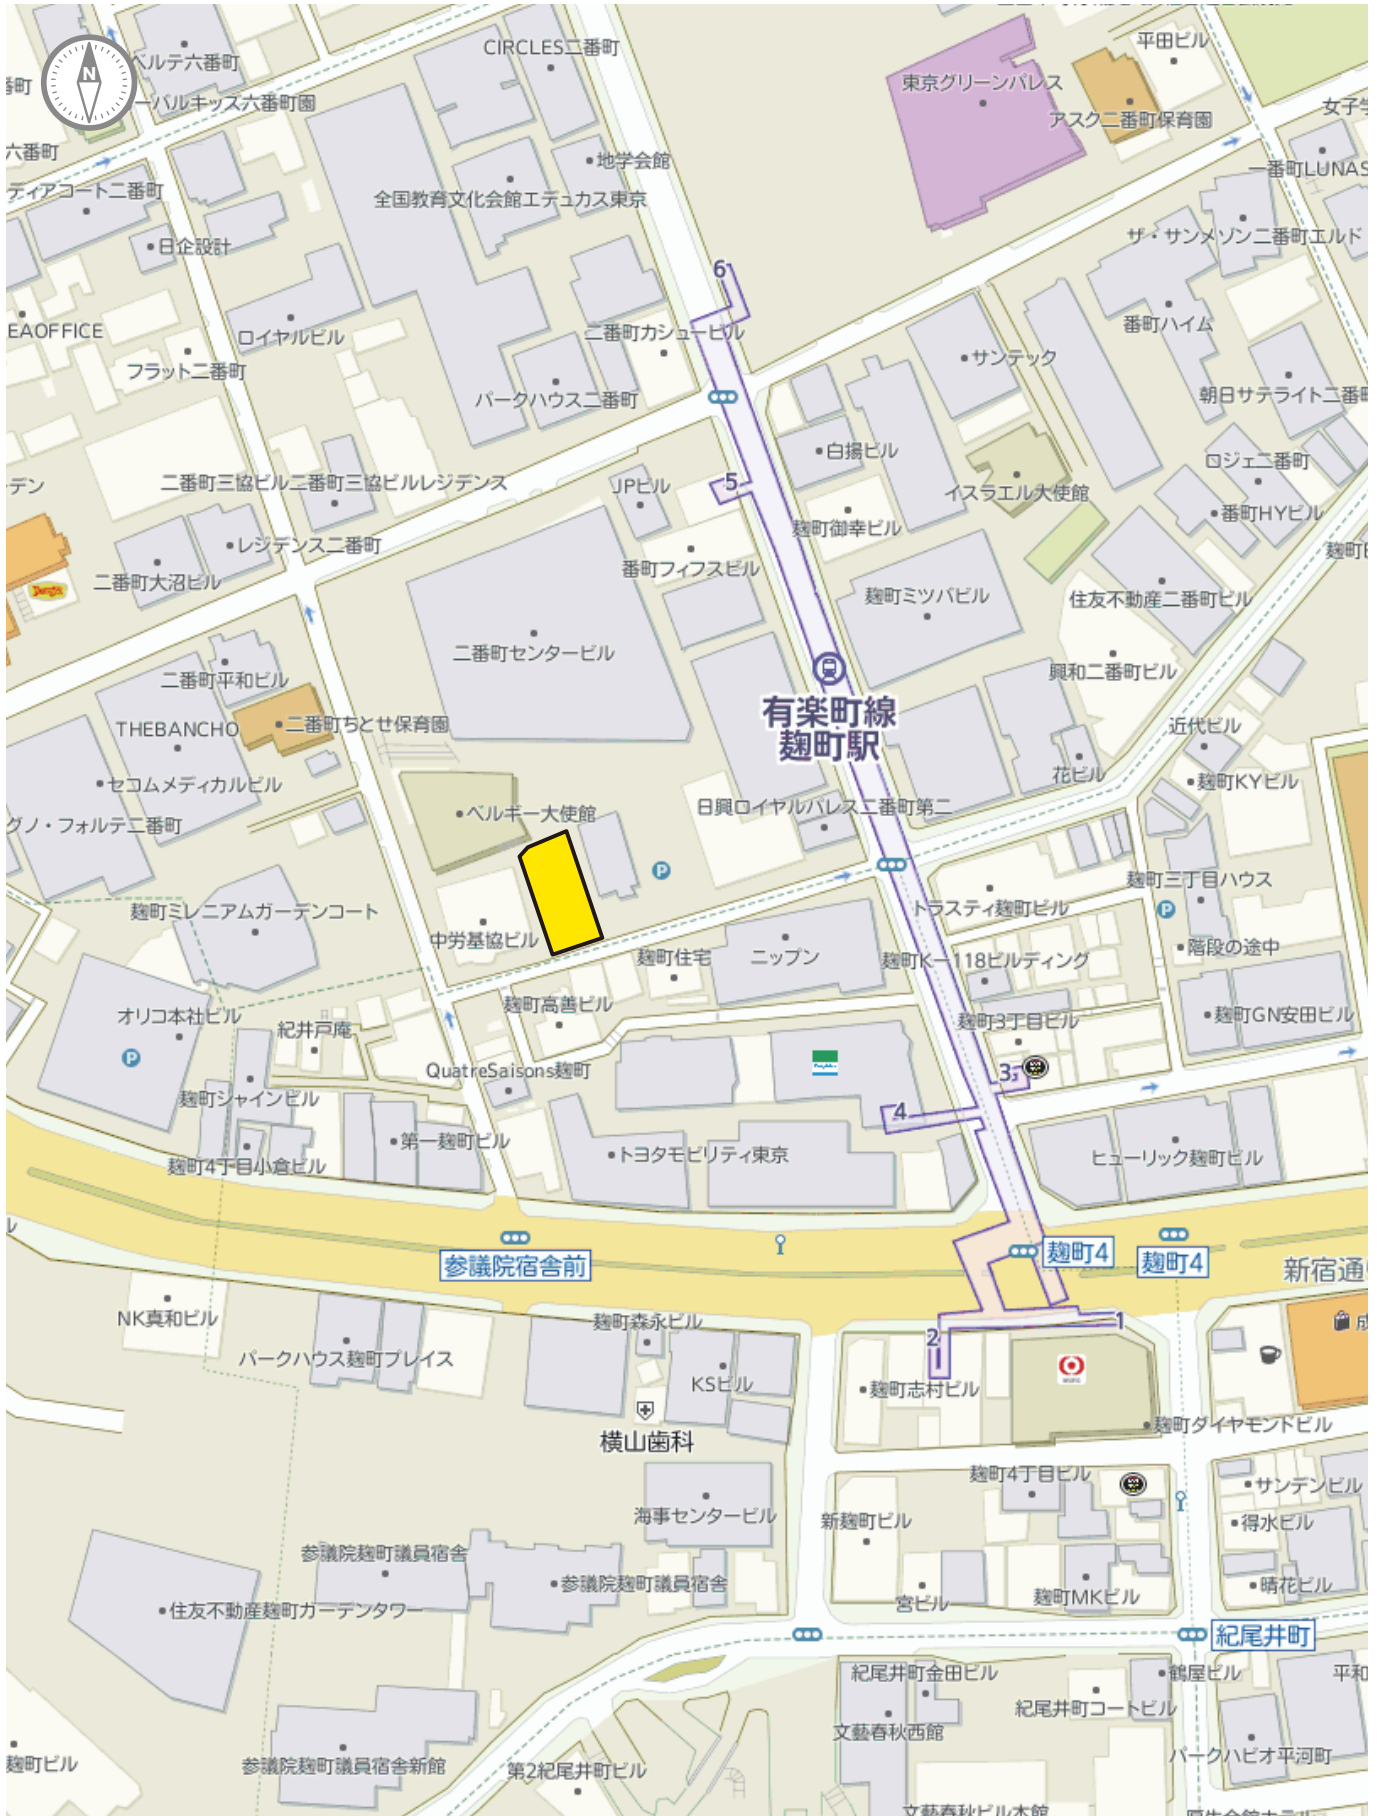 CIRCLES二番町
平田ビル
N
ベルテ六番町
東京グリーンパレス
ーバルキッス六番町園
アスク二番町保育園
女子学
番町
六番町
地学会館
一番町LUNAS
ディアコート二番町
全国教育文化会館エデュカス東京
日企設計
ザ・サンメゾン二番町エルド
6
EAOFFICE
ロイヤルビル
二番町カシュービル
番町ハイム
サンテック
フラット二番町
パークハウス二番町
朝日サテライト二番町
白揚ビル
ロジェ二番町
デン
二番町三協ビル二番町三協ビルレジデンス
JPビル
5
イスラエル大使館
番町HYビル
麹町御幸ビル
レジデンス二番町
二番町大沼ビル
番町フィフスビル
麹町
Denny's
麹町ミツバビル
住友不動産二番町ビル
二番町センタービル
二番町平和ビル
興和二番町ビル
有楽町線
麹町駅
THEBANCHO
二番町ちとせ保育園
近代ビル
花ビル
セコムメディカルビル
麹町KYビル
グノ・フォルテ二番町
ベルギー大使館
日興ロイヤルパレス二番町第二
P
麹町三丁目ハウス
麹町ミレニアムガーデンコート
トラスティ麹町ビル
P
中労基協ビル
麹町住宅
ニップン
麹町K−118ビルディング
階段の途中
オリコ本社ビル
紀井戸庵
麹町高善ビル
麹町3丁目ビル
麹町GN安田ビル
P
QuatreSaisons麹町
FamilyMart
3
麹町シャインビル
4
第一麹町ビル
トヨタモビリティ東京
ヒューリック麹町ビル
麹町4丁目小倉ビル
ル
参議院宿舎前
麹町4
麹町4
新宿通り
NK真和ビル
麹町森永ビル
1
2
パークハウス麹町プレイス
KSビル
麹町志村ビル
成
麹町ダイヤモンドビル
横山歯科
麹町4丁目ビル
サンデンビル
海事センタービル
新麹町ビル
得水ビル
参議院麹町議員宿舎
参議院麹町議員宿舎
晴花ビル
住友不動産麹町ガーデンタワー
宮ビル
麹町MKビル
紀尾井町
紀尾井町金田ビル
鶴屋ビル
平和
紀尾井町コートビル
文藝春秋西館
麹町ビル
参議院麹町議員宿舎新館
第2紀尾井町ビル
パークハビオ平河町
文藝春秋ビル本館